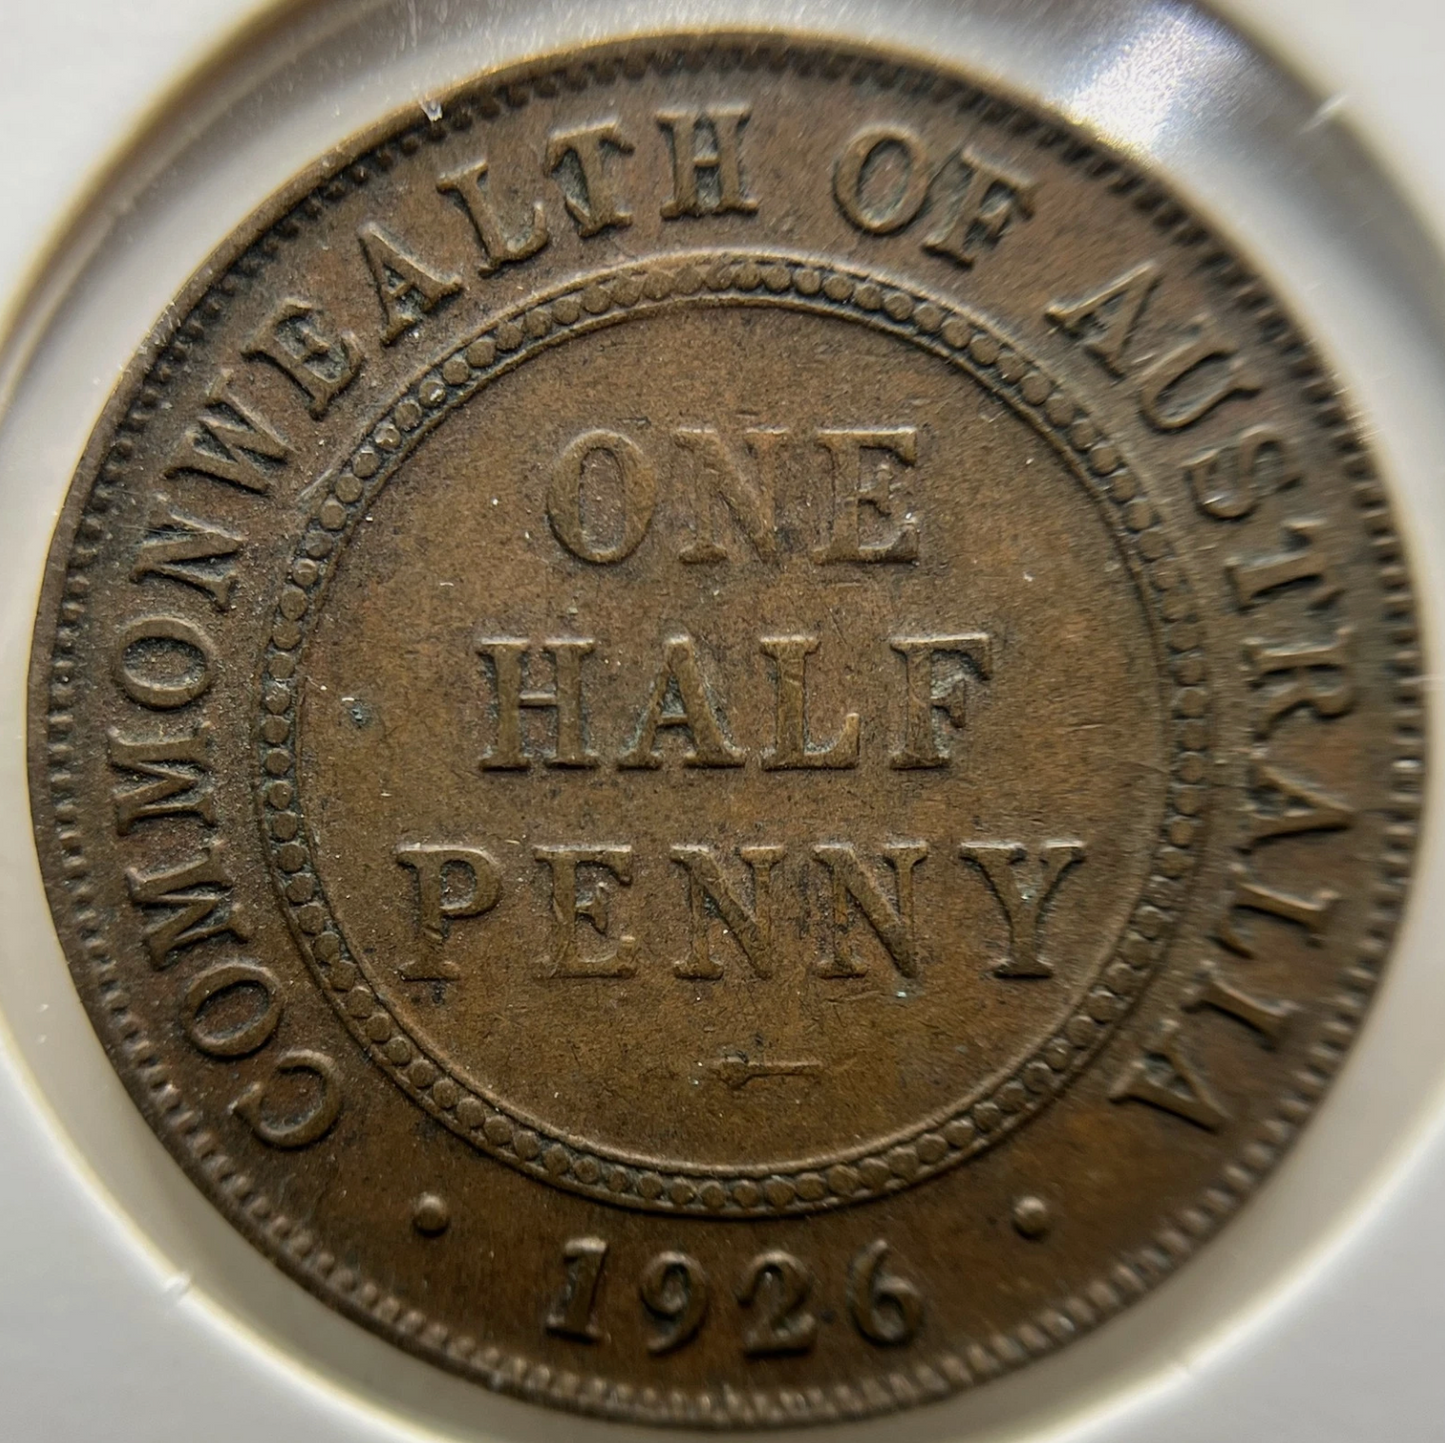 COMMONWEALTH OF AUSTRALIA
ONE
HALF
PENNY
· 1926 ·